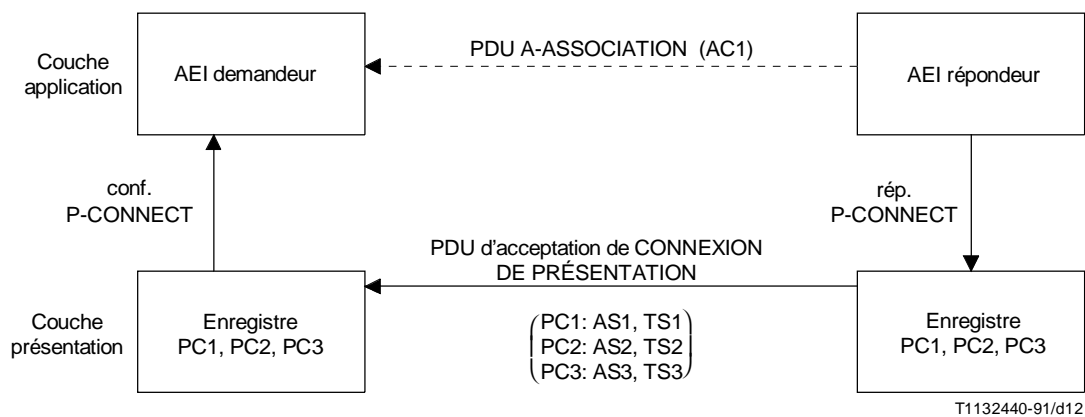 Couche
application
AEI demandeur
PDU A-ASSOCIATION (AC1)
AEI répondeur
conf.
P-CONNECT
rép.
P-CONNECT
PDU d'acceptation de CONNEXION
DE PRÉSENTATION
Couche
présentation
Enregistre
PC1, PC2, PC3
PC1: AS1, TS1
PC2: AS2, TS2
PC3: AS3, TS3
Enregistre
PC1, PC2, PC3
T1132440-91/d12